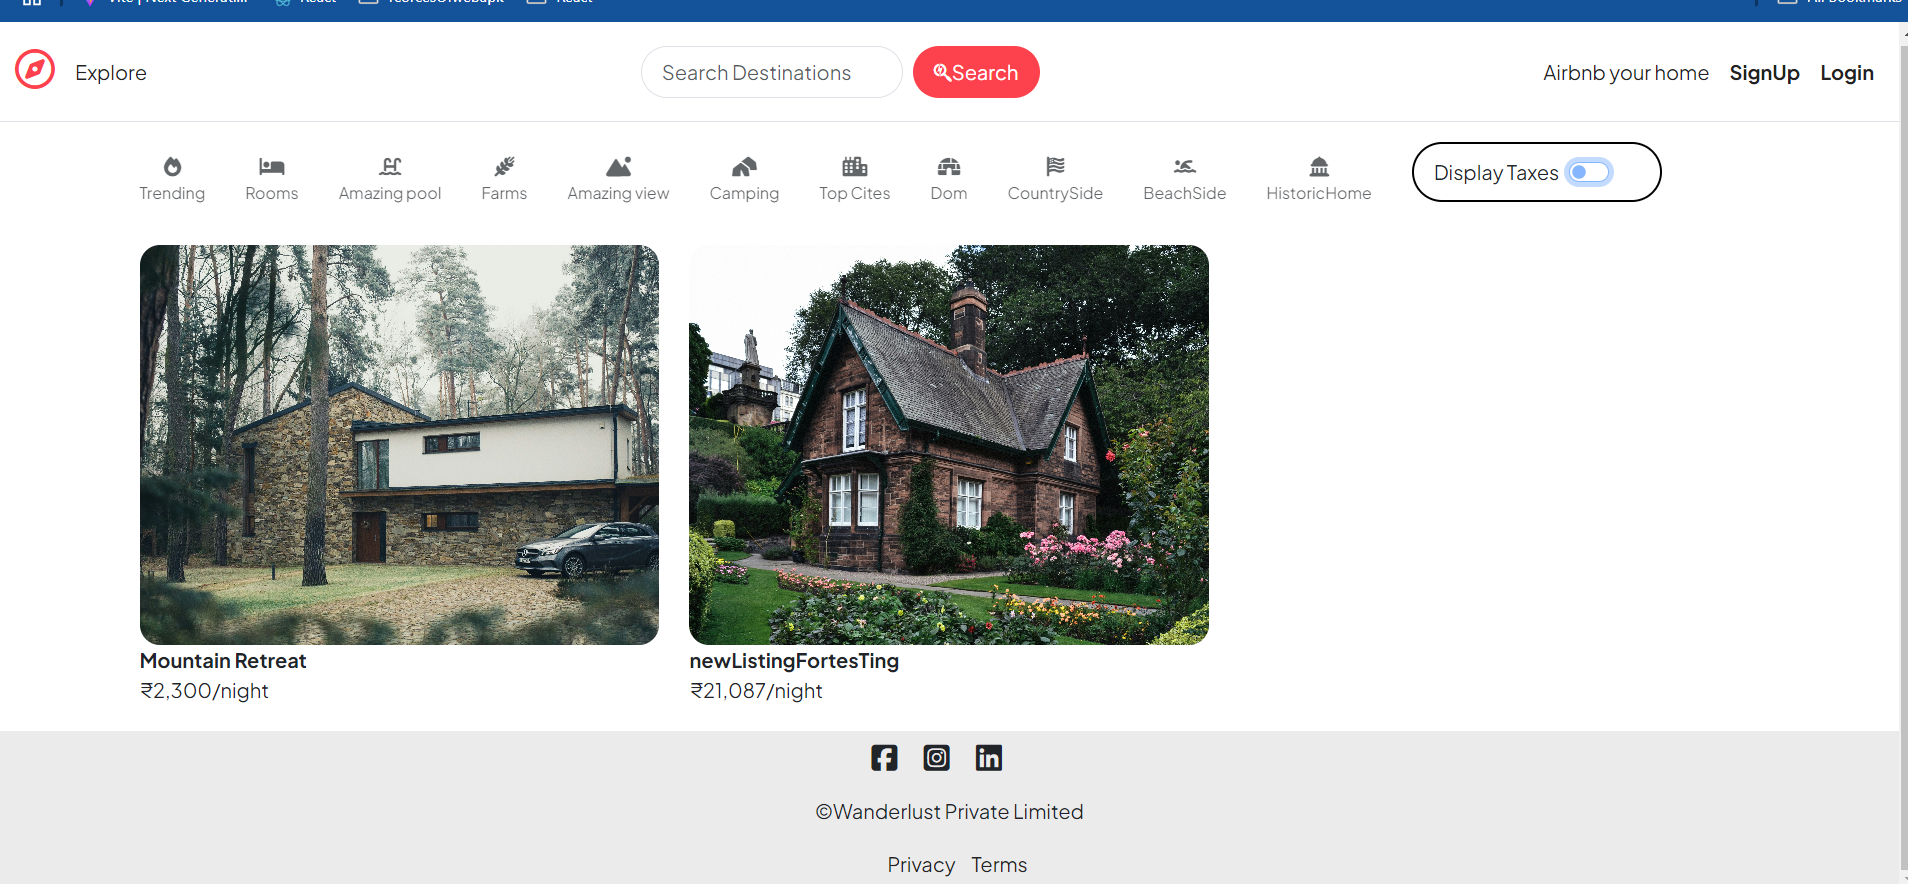 Explore
Search Destinations
Search
Airbnb your home SignUp Login
Trending Rooms Amazing pool Farms Amazing view Camping Top Cites Dom CountrySide BeachSide HistoricHome
Display Taxes
Mountain Retreat
₹2,300/night
newListingFortesTing
₹21,087/night
©Wanderlust Private Limited
Privacy Terms